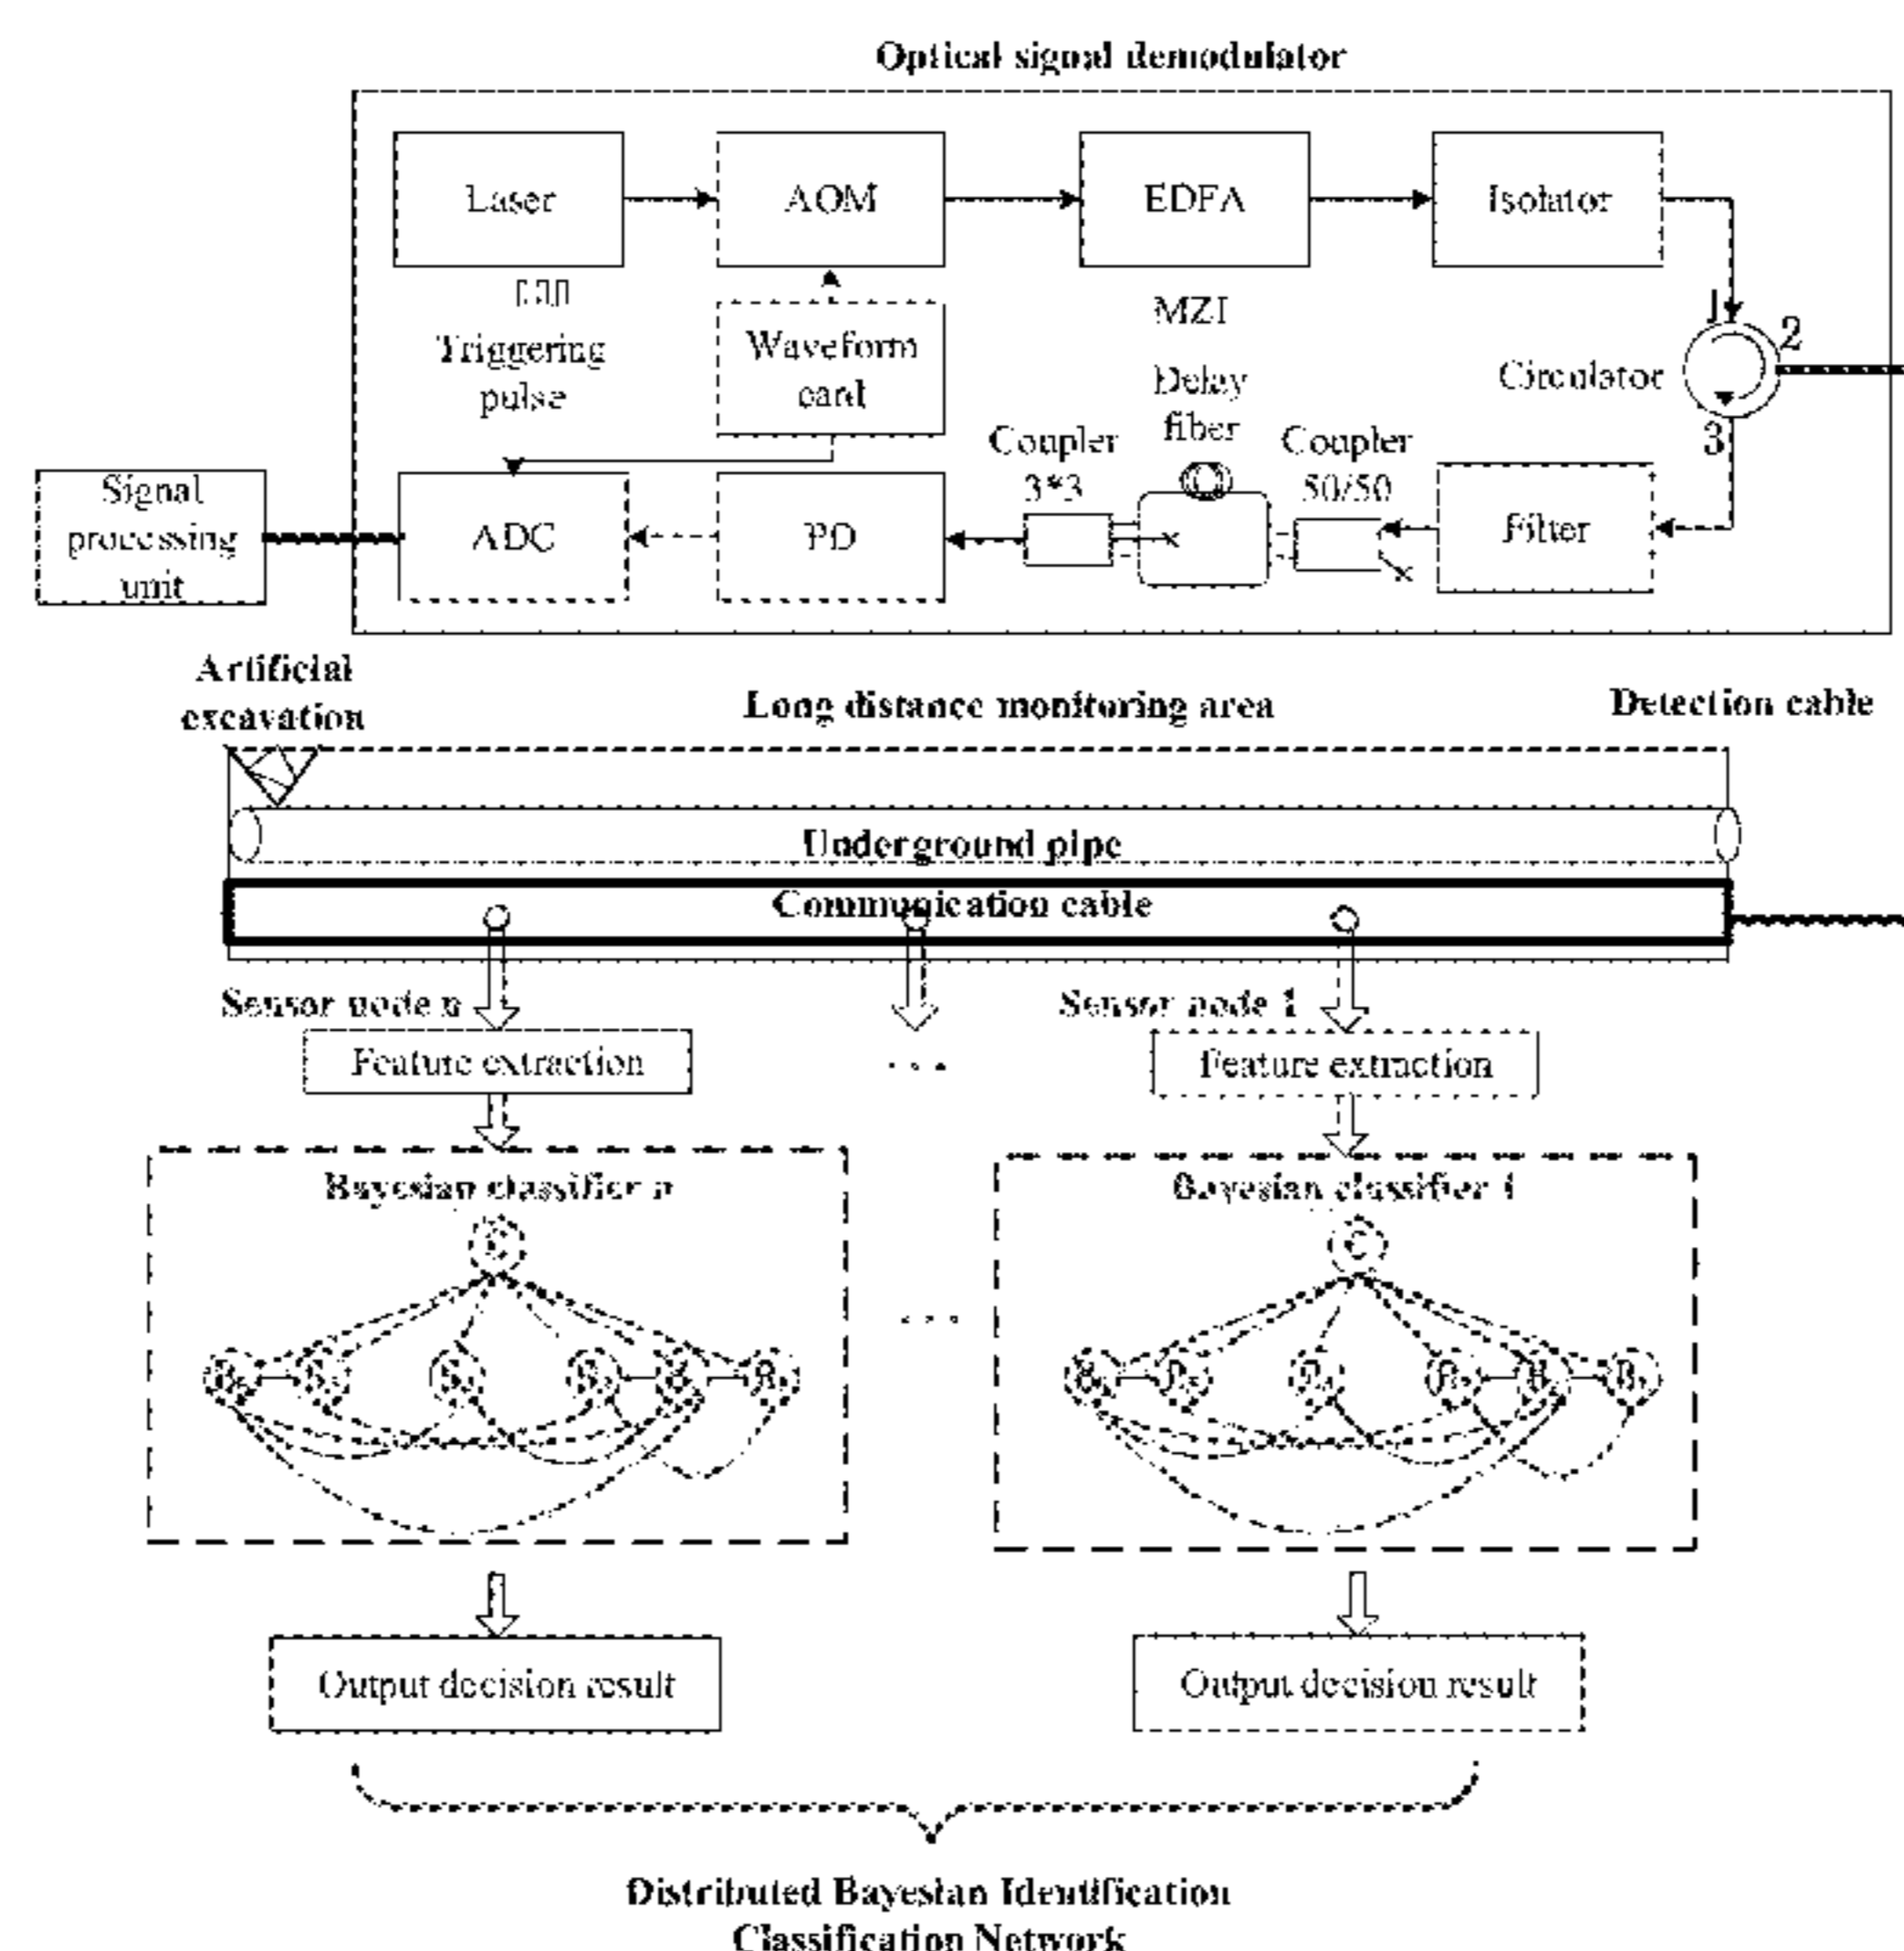 Optical signal demodulator
Laser
AOM
EDFA
Isolator
Triggering
pulse
Waveform
card
MZI
Delay
fiber
Coupler
3*3
Coupler
50/50
Circulator
1
2
3
Signal
processing
unit
ADC
PD
Filter
Artificial
excavation
Long distance monitoring area
Detection cable
Underground pipe
Communication cable
Sensor node n
Sensor node 1
Feature extraction
...
Feature extraction
Bayesian classifier n
Bayesian classifier 1
C
C
...
Output decision result
Output decision result
Distributed Bayesian Identification
Classification Network